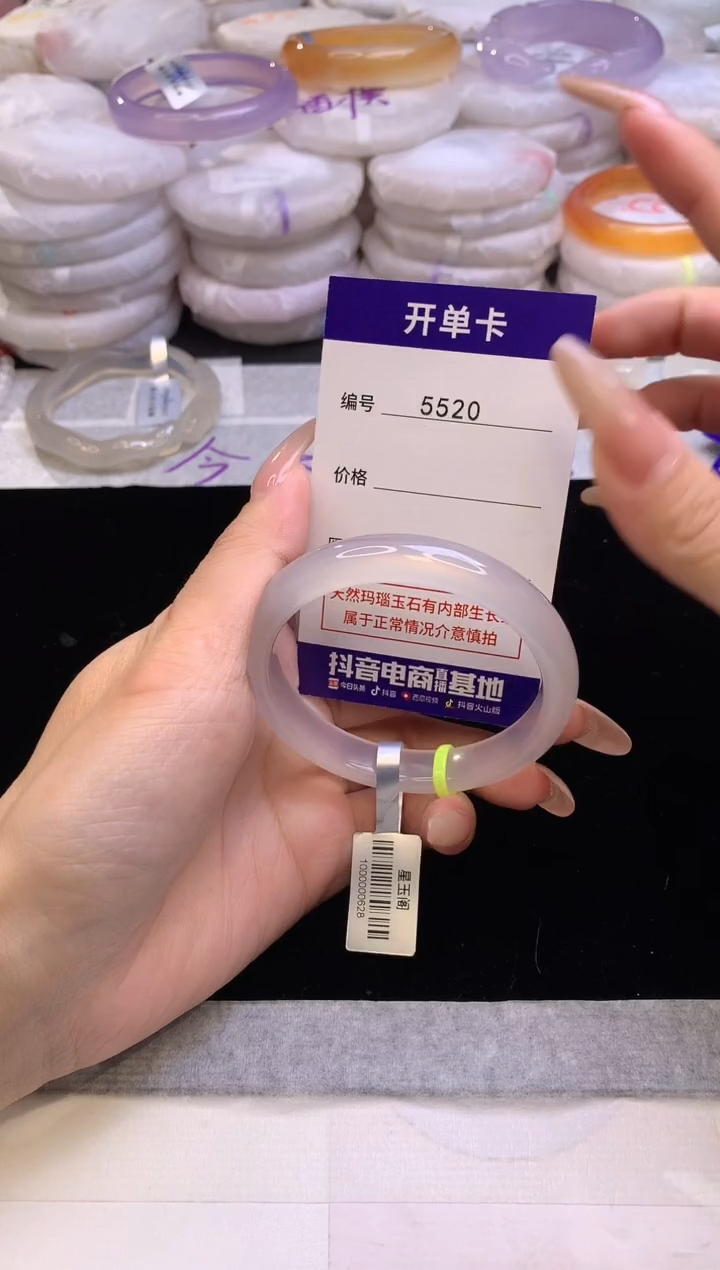 开单卡
编号 5520
价格
天然玛瑙玉石有内部生长
属于正常情况介意慎拍
抖音电商直播基地
今日头条 抖音 西瓜视频 抖音火山版
星玉阁
1000000628
今